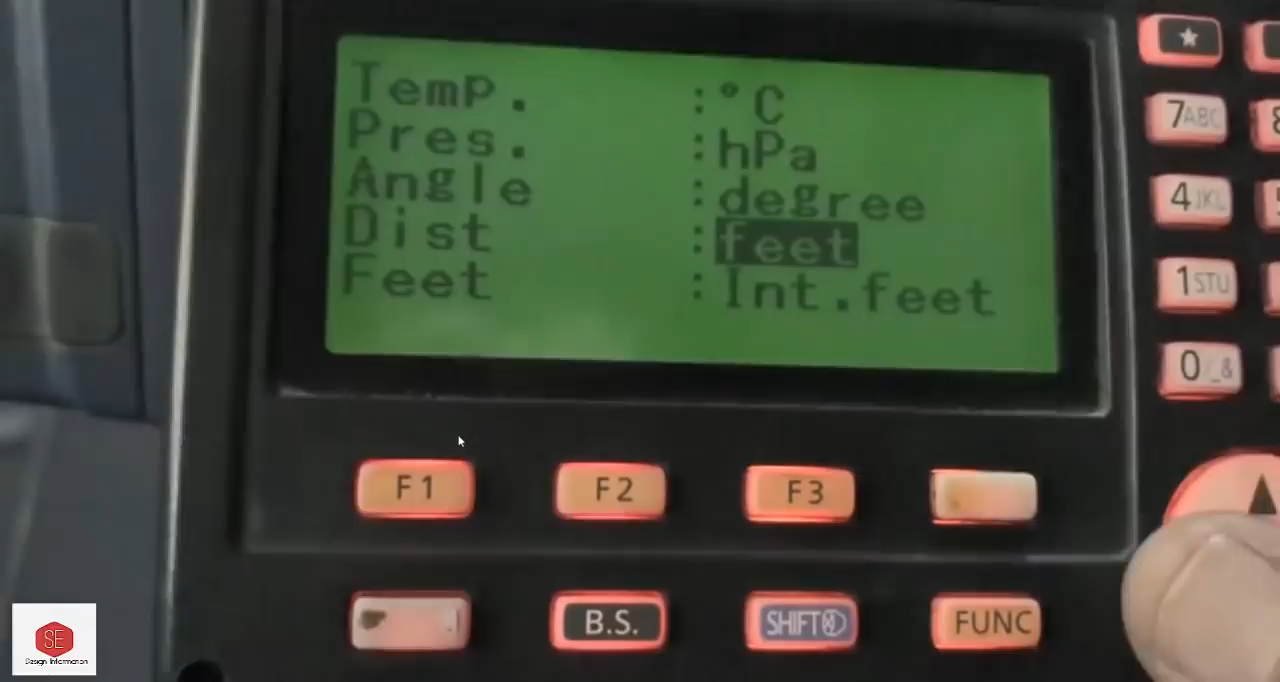 Temp. :°C
Pres. :hPa
Angle :degree
Dist :feet
Feet :Int.feet
F1 F2 F3
B.S. SHIFT FUNC
7ABC
4JKL
1STU
0/_&
SE
Design Information